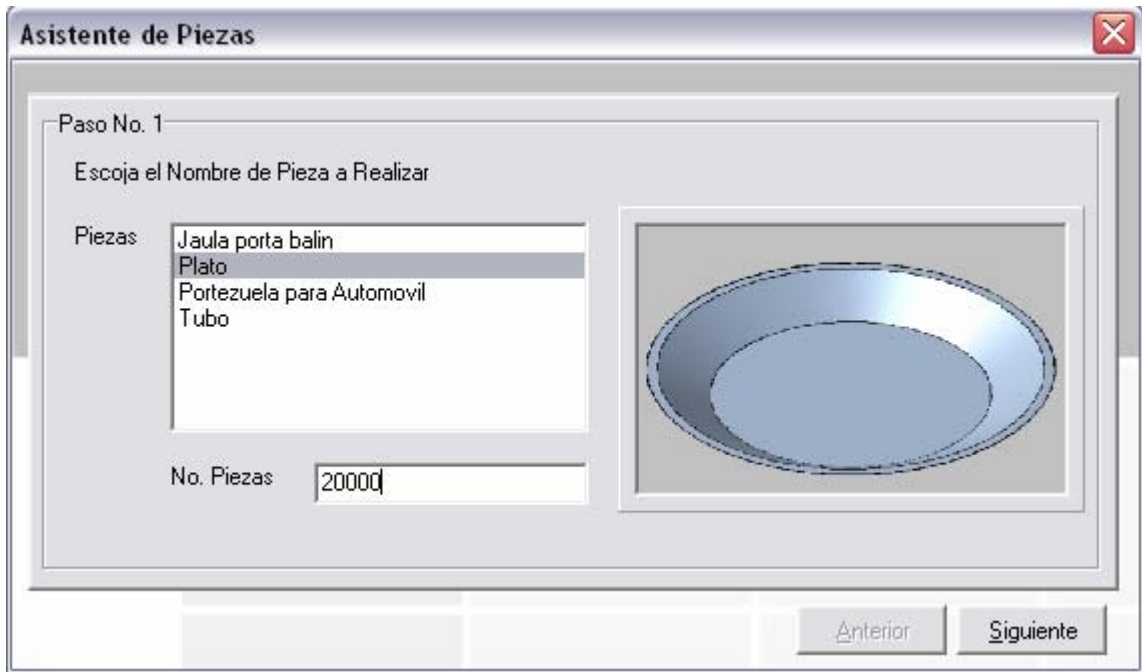 Asistente de Piezas
Paso No. 1
Escoja el Nombre de Pieza a Realizar
Piezas
Jaula porta balin
Plato
Portezuela para Automovil
Tubo
No. Piezas 20000
Anterior Siguiente